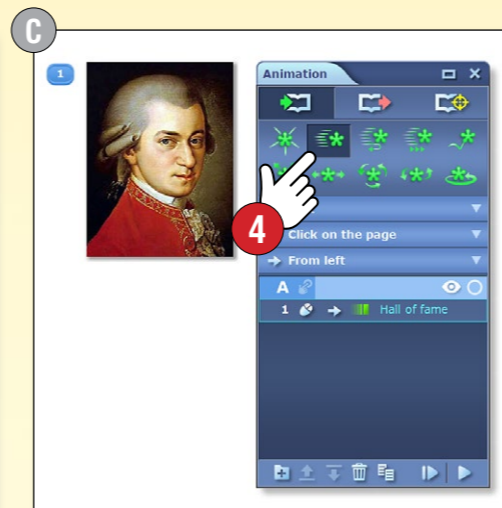 C
1
Animation
4
Click on the page
From left
A
1 Hall of fame